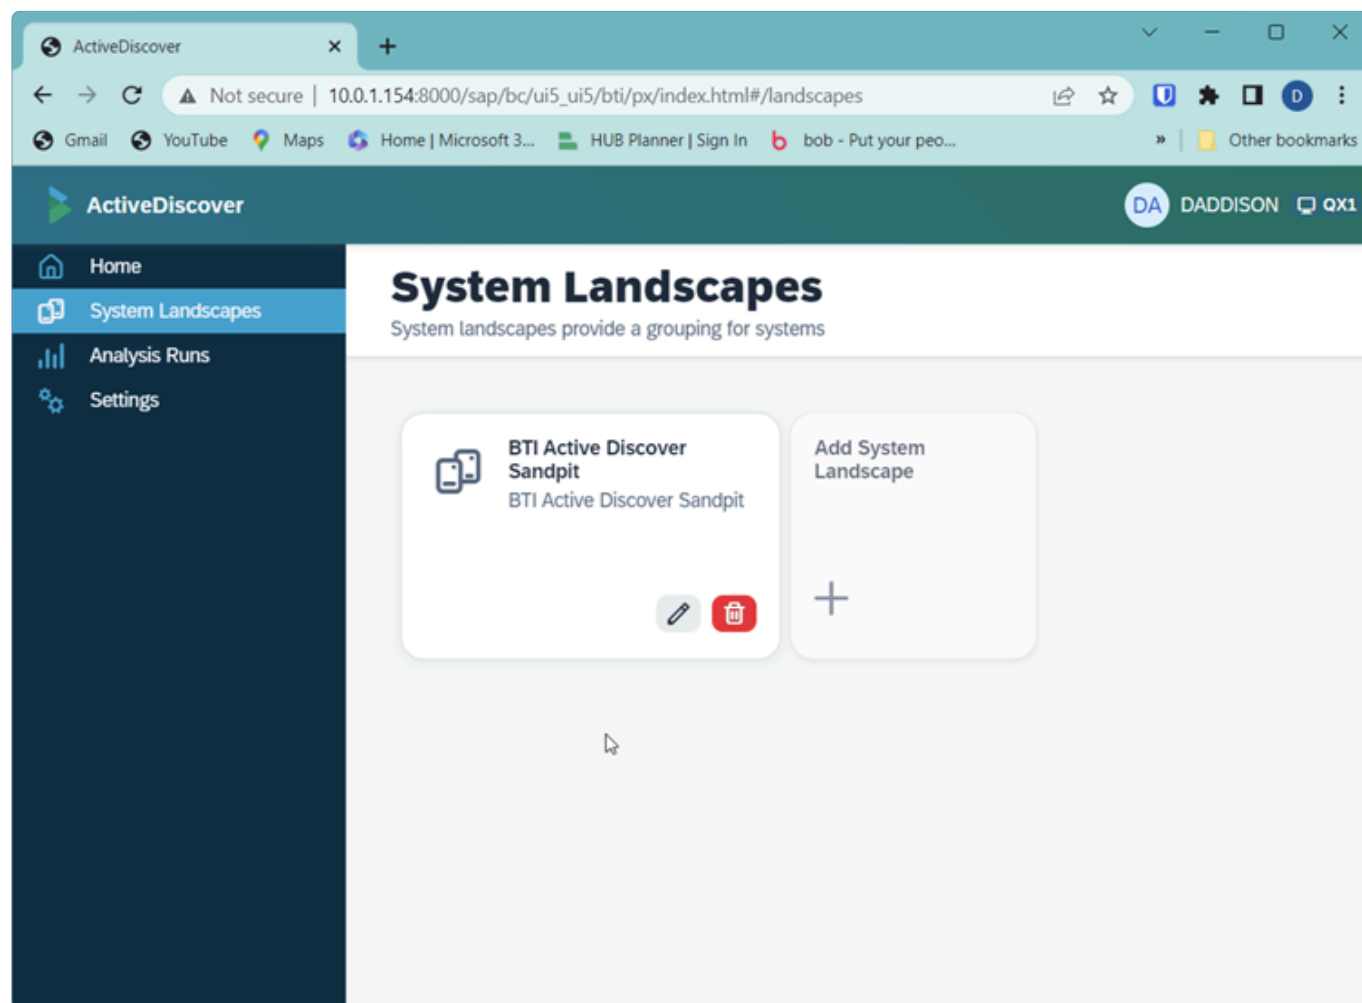 ActiveDiscover
Not secure | 10.0.1.154:8000/sap/bc/ui5_ui5/bti/px/index.html#/landscapes
D
Gmail YouTube Maps Home | Microsoft 3... HUB Planner | Sign In bob - Put your peo... » Other bookmarks
ActiveDiscover
DA DADDISON QX1
Home
System Landscapes
Analysis Runs
Settings
System Landscapes
System landscapes provide a grouping for systems
BTI Active Discover
Sandpit
BTI Active Discover Sandpit
Add System
Landscape